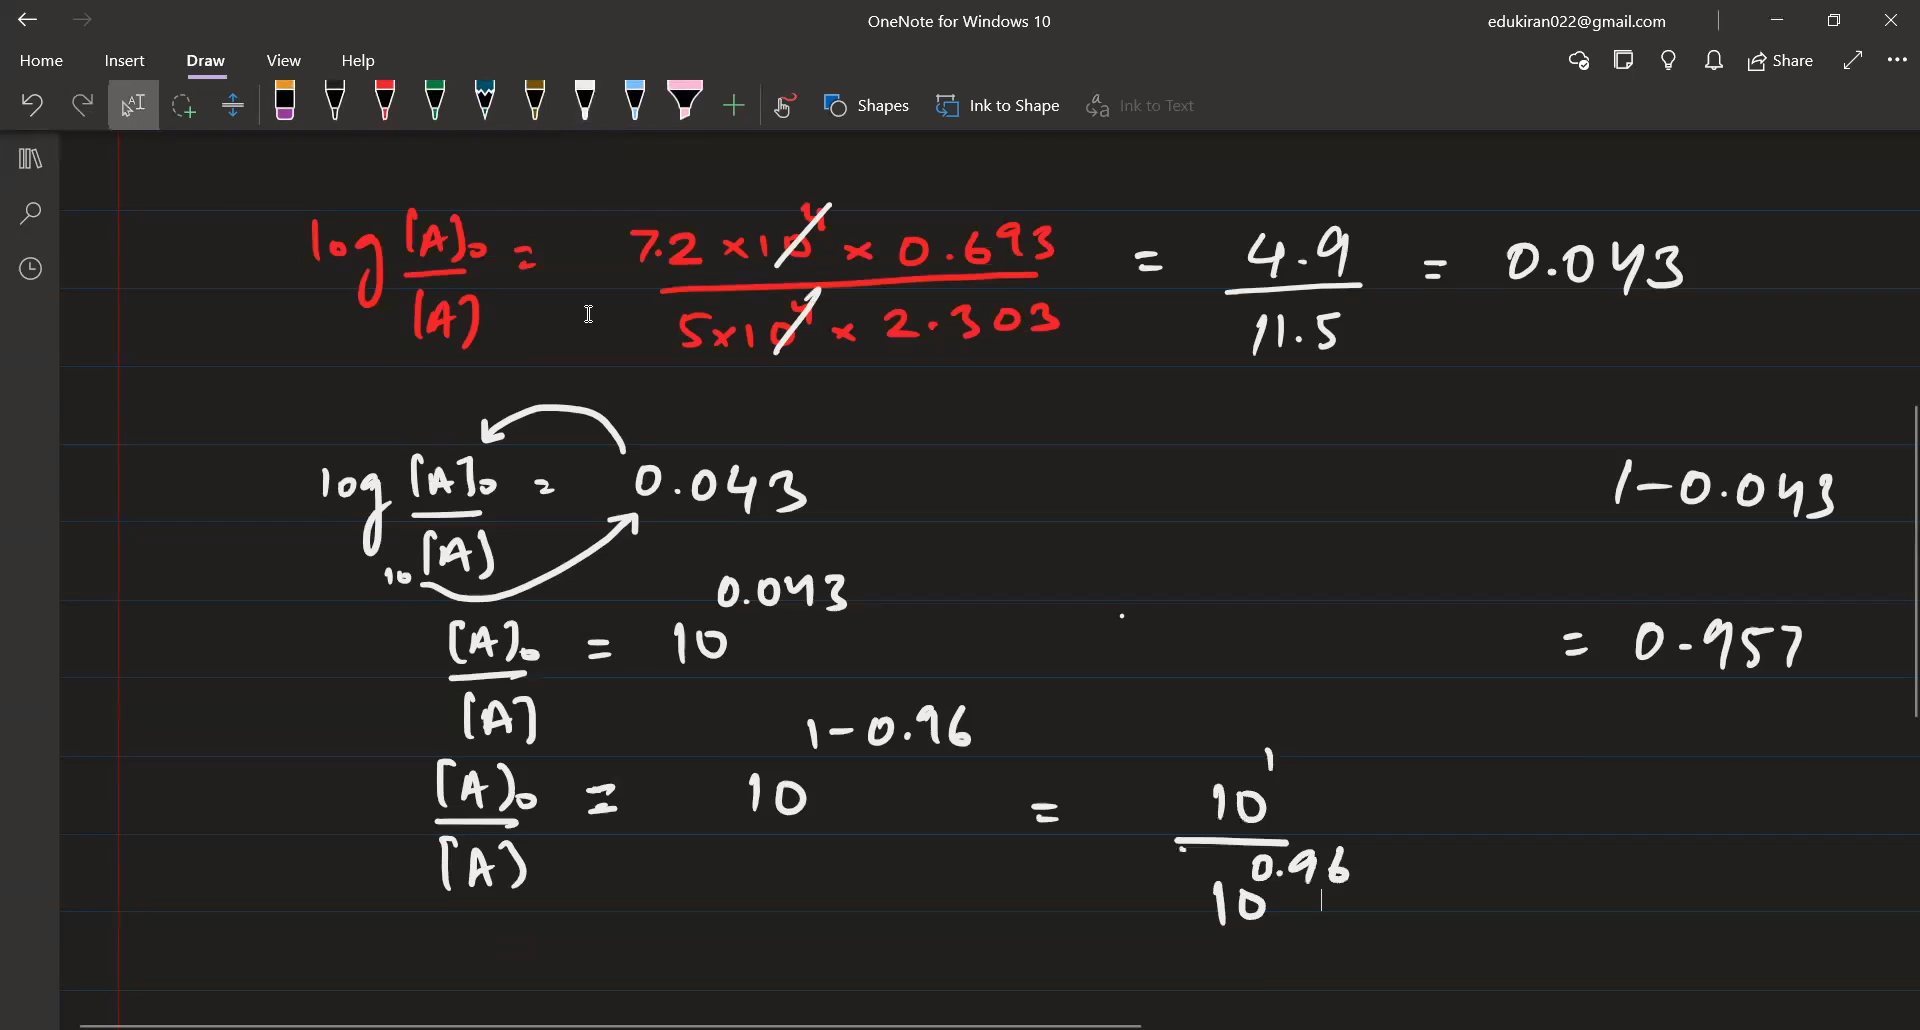 OneNote for Windows 10
edukiran022@gmail.com
Home Insert Draw View Help
Share
Shapes Ink to Shape Ink to Text
log [A]₀ / [A] = 7.2 × 10⁴ × 0.693 / 5 × 10⁴ × 2.303 = 4.9 / 11.5 = 0.043
log₁₀ [A]₀ / [A] = 0.043
1 - 0.043
[A]₀ / [A] = 10^0.043
= 0.957
[A]₀ / [A] = 10^1-0.96 = 10^1 / 10^0.96